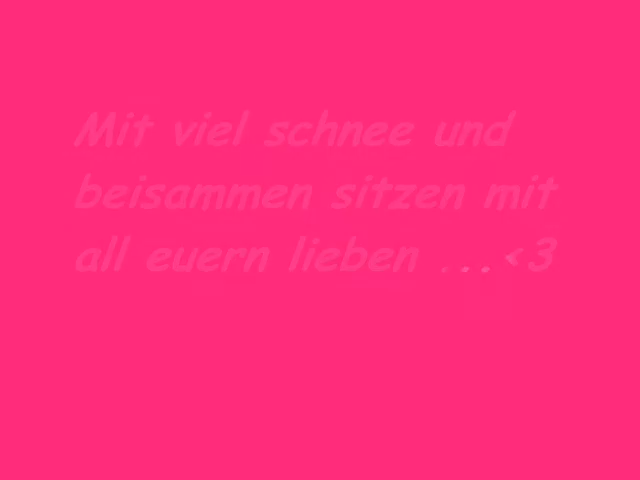 Mit viel schnee und
beisammen sitzen mit
all euern lieben ...<3